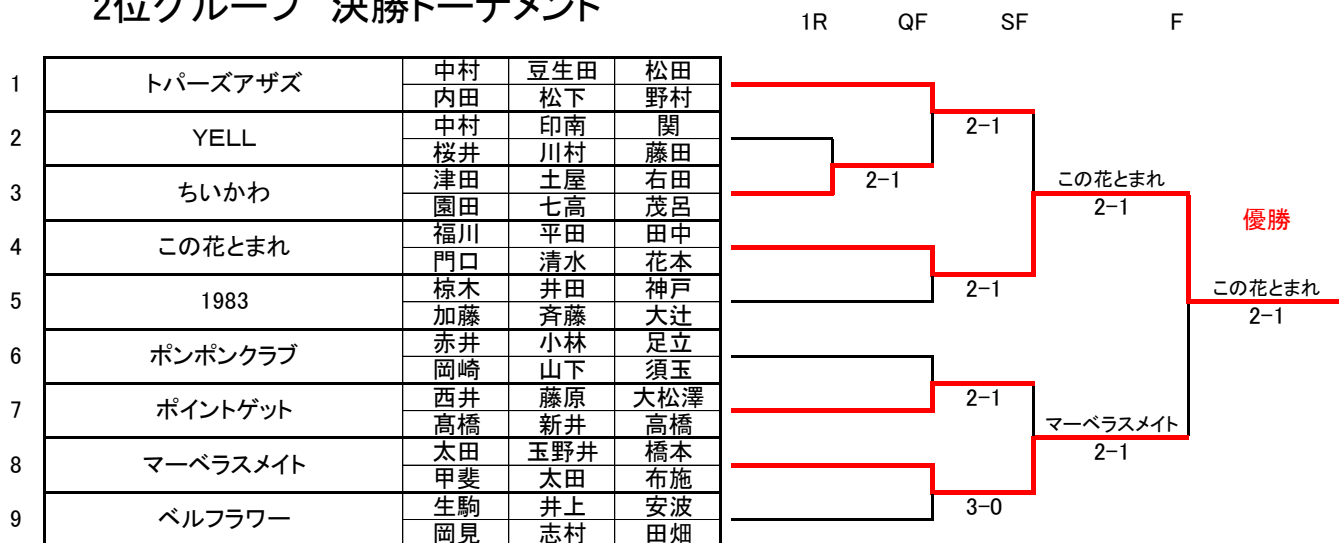 2位グループ 決勝トーナメント
1R QF SF F
1 トパーズアザズ 中村 豆生田 松田
内田 松下 野村
2 YELL 中村 印南 関
桜井 川村 藤田
3 ちいかわ 津田 土屋 右田
園田 七高 茂呂
4 この花とまれ 福川 平田 田中
門口 清水 花本
5 1983 椋木 井田 神戸
加藤 斉藤 大辻
6 ポンポンクラブ 赤井 小林 足立
岡崎 山下 須玉
7 ポイントゲット 西井 藤原 大松澤
髙橋 新井 高橋
8 マーベラスメイト 太田 玉野井 橋本
甲斐 太田 布施
9 ベルフラワー 生駒 井上 安波
岡見 志村 田畑
2-1
2-1
2-1
2-1
3-0
この花とまれ
2-1
マーベラスメイト
2-1
優勝
この花とまれ
2-1